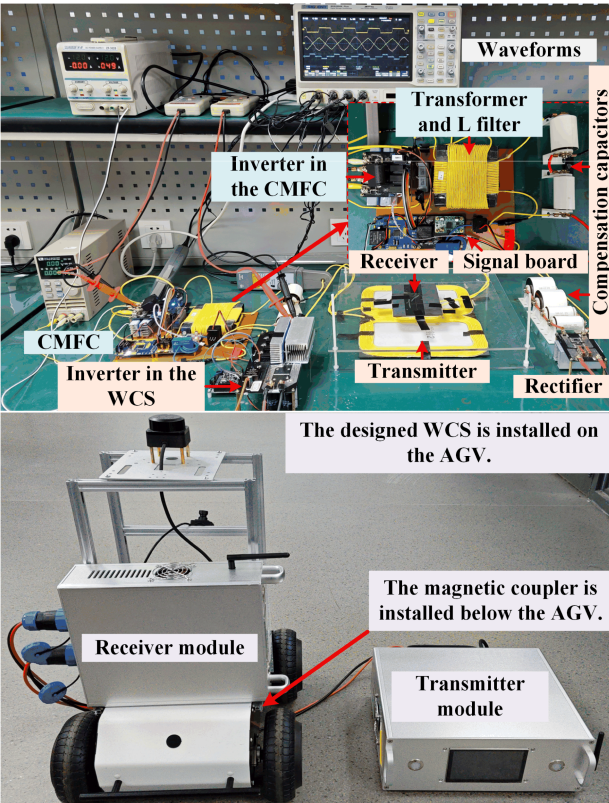 Waveforms
Transformer
and L filter
Inverter in
the CMFC
Compensation capacitors
Receiver
Signal board
CMFC
Inverter in the
WCS
Transmitter
Rectifier
The designed WCS is installed on
the AGV.
The magnetic coupler is
installed below the AGV.
Receiver module
Transmitter
module